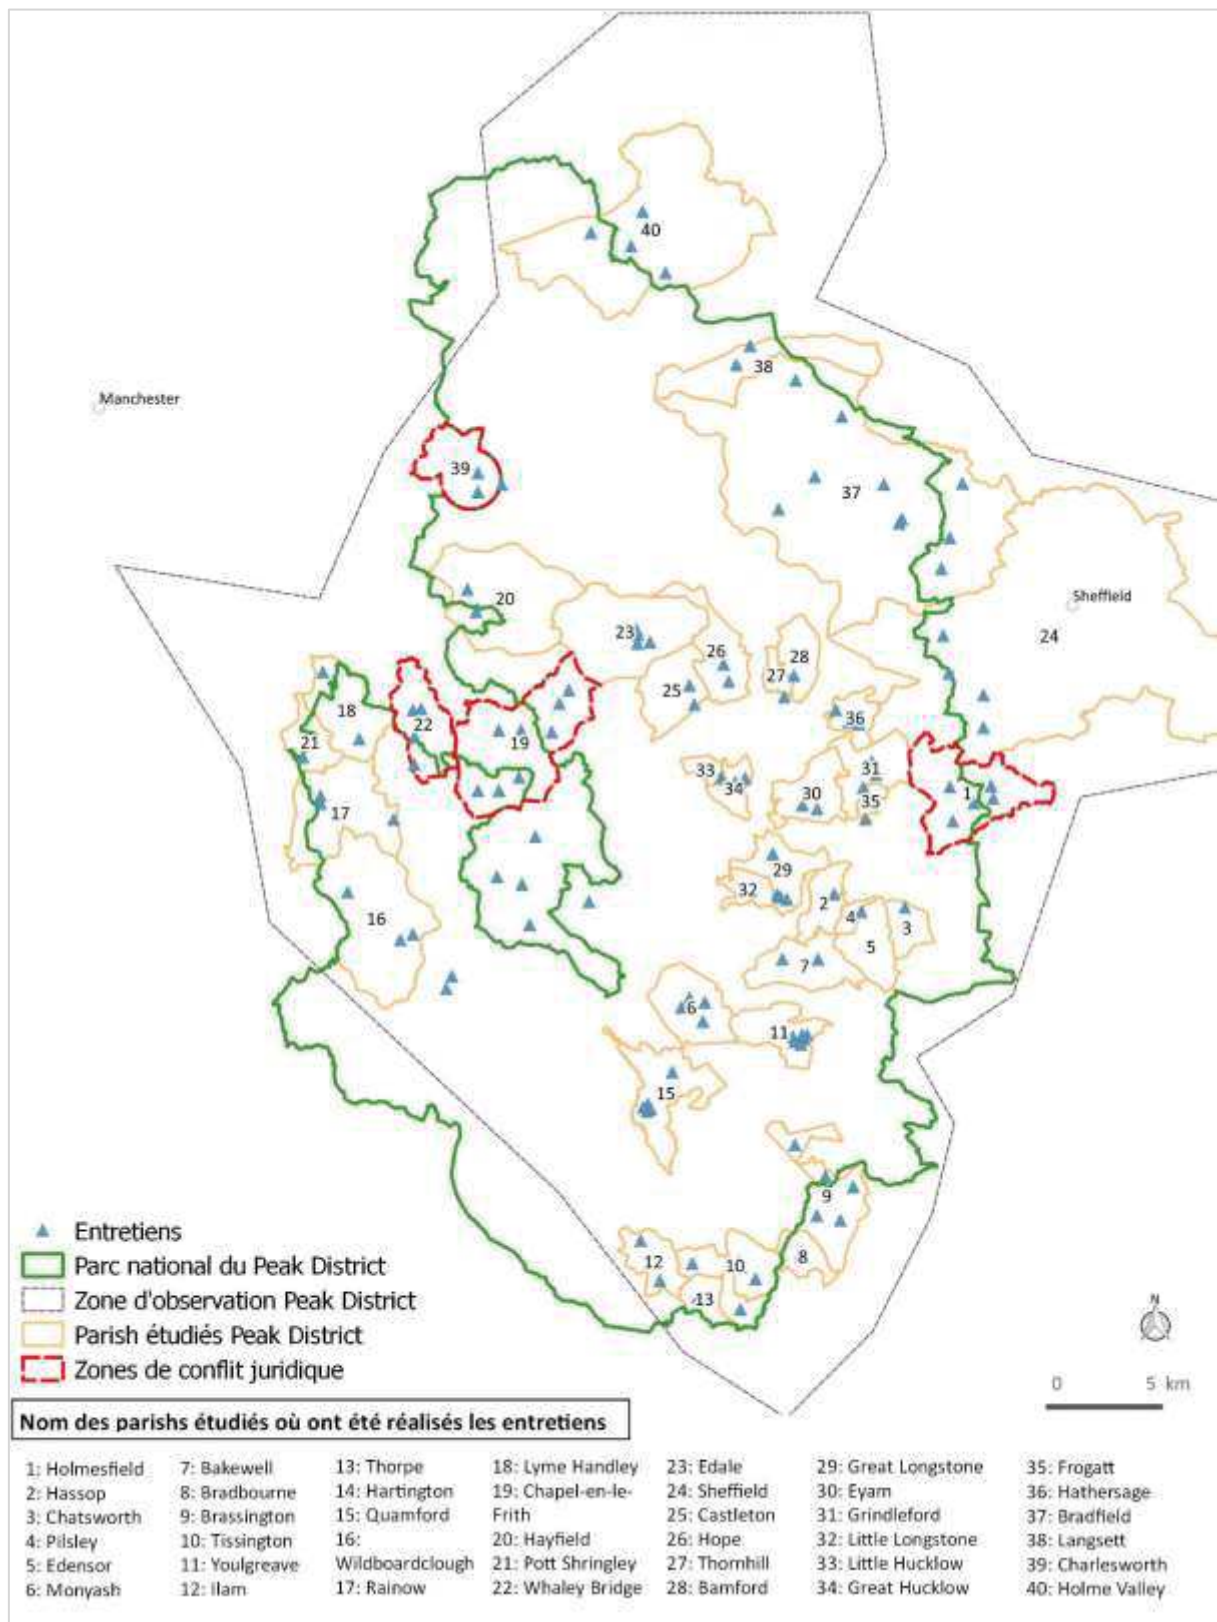 40
Manchester
38
39
37
20
Sheffield
23
24
26
28
25
27
18
22
36
21
19
33
31
34
1
17
30
35
29
32
2
16
4
3
5
7
6
11
15
9
12
10
8
13
Entretiens
Parc national du Peak District
Zone d'observation Peak District
Parish étudiés Peak District
Zones de conflit juridique
N
0 5 km
Nom des parishs étudiés où ont été réalisés les entretiens
1: Holmesfield
2: Hassop
3: Chatsworth
4: Pilsley
5: Edensor
6: Monyash
7: Bakewell
8: Bradbourne
9: Brassington
10: Tissington
11: Youlgreave
12: Ilam
13: Thorpe
14: Hartington
15: Quarnford
16:
Wildboardclough
17: Rainow
18: Lyme Handley
19: Chapel-en-le-
Frith
20: Hayfield
21: Pott Shringley
22: Whaley Bridge
23: Edale
24: Sheffield
25: Castleton
26: Hope
27: Thornhill
28: Bamford
29: Great Longstone
30: Eyam
31: Grindleford
32: Little Longstone
33: Little Hucklow
34: Great Hucklow
35: Frogatt
36: Hathersage
37: Bradfield
38: Langsett
39: Charlesworth
40: Holme Valley